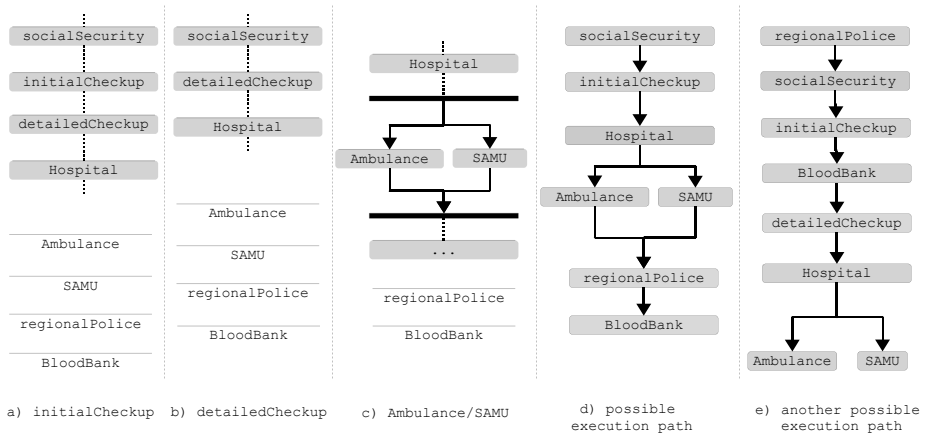 socialSecurity
initialCheckup
detailedCheckup
Hospital
Ambulance
SAMU
regionalPolice
BloodBank
a) initialCheckup
socialSecurity
detailedCheckup
Hospital
Ambulance
SAMU
regionalPolice
BloodBank
b) detailedCheckup
Hospital
Ambulance
SAMU
...
regionalPolice
BloodBank
c) Ambulance/SAMU
socialSecurity
initialCheckup
Hospital
Ambulance
SAMU
regionalPolice
BloodBank
d) possible
execution path
regionalPolice
socialSecurity
initialCheckup
BloodBank
detailedCheckup
Hospital
Ambulance
SAMU
e) another possible
execution path